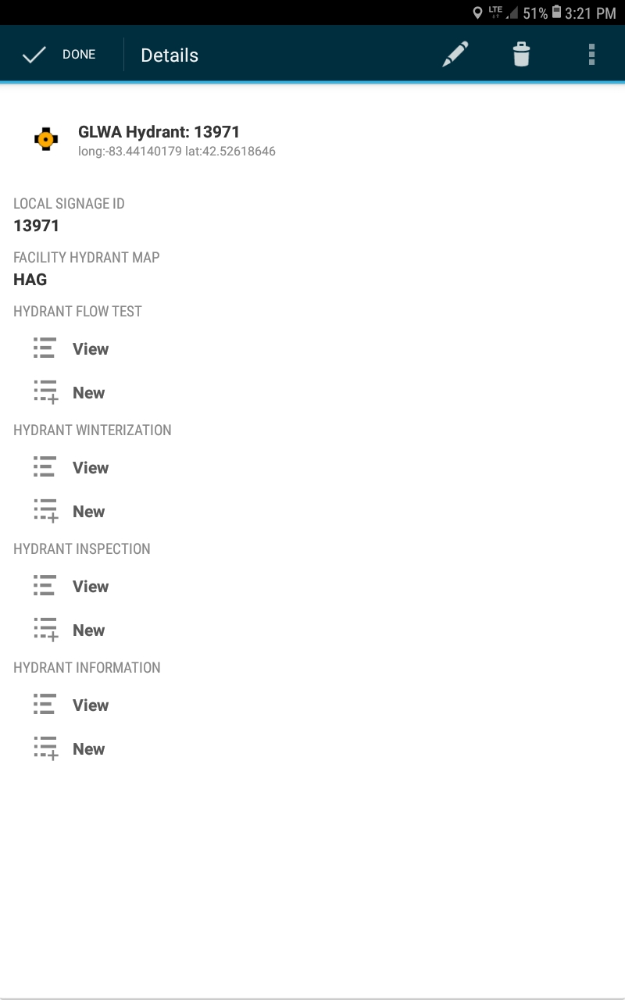 LTE 51% 3:21 PM
DONE Details
GLWA Hydrant: 13971
long:-83.44140179 lat:42.52618646
LOCAL SIGNAGE ID
13971
FACILITY HYDRANT MAP
HAG
HYDRANT FLOW TEST
View
New
HYDRANT WINTERIZATION
View
New
HYDRANT INSPECTION
View
New
HYDRANT INFORMATION
View
New